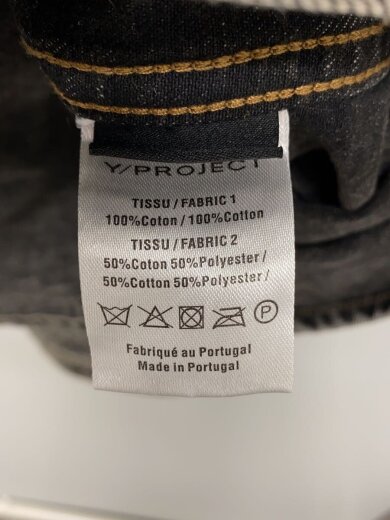 Y/PROJECT
TISSU / FABRIC 1
100%Coton / 100%Cotton
TISSU / FABRIC 2
50%Coton 50%Polyester /
50%Cotton 50%Polyester /
P
Fabriqué au Portugal
Made in Portugal